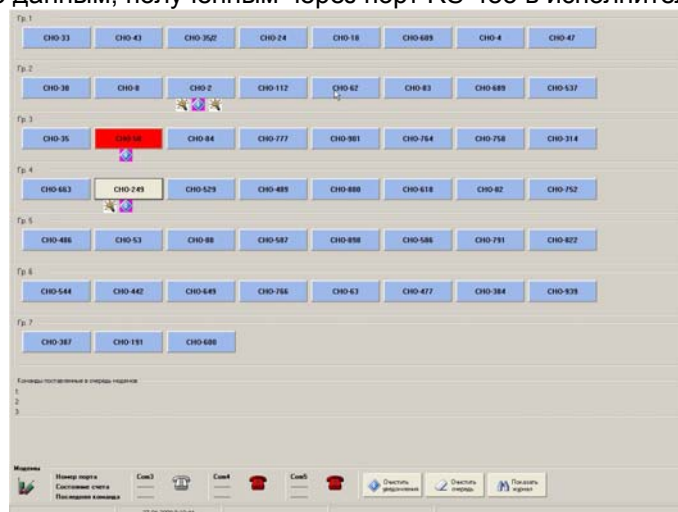 данным, полученным через порт RS-485 в исполнител
Гр.1
СНО-33 СНО-43 СНО-35/2 СНО-24 СНО-18 СНО-689 СНО-4 СНО-47
Гр.2
СНО-30 СНО-8 СНО-2 СНО-112 СНО-62 СНО-83 СНО-689 СНО-537
Гр.3
СНО-35 СНО-50 СНО-84 СНО-777 СНО-901 СНО-764 СНО-758 СНО-314
Гр.4
СНО-663 СНО-249 СНО-529 СНО-489 СНО-808 СНО-618 СНО-82 СНО-752
Гр.5
СНО-486 СНО-53 СНО-88 СНО-587 СНО-898 СНО-586 СНО-791 СНО-822
Гр.6
СНО-544 СНО-442 СНО-649 СНО-766 СНО-63 СНО-477 СНО-384 СНО-939
Гр.7
СНО-387 СНО-191 СНО-600
Команды поставленные в очередь модемов
1
2
3
Модемы
Номер порта Com3 Com4 Com5
Состояние счета
Последняя команда
Очистить уведомления
Очистить очередь
Показать журнал